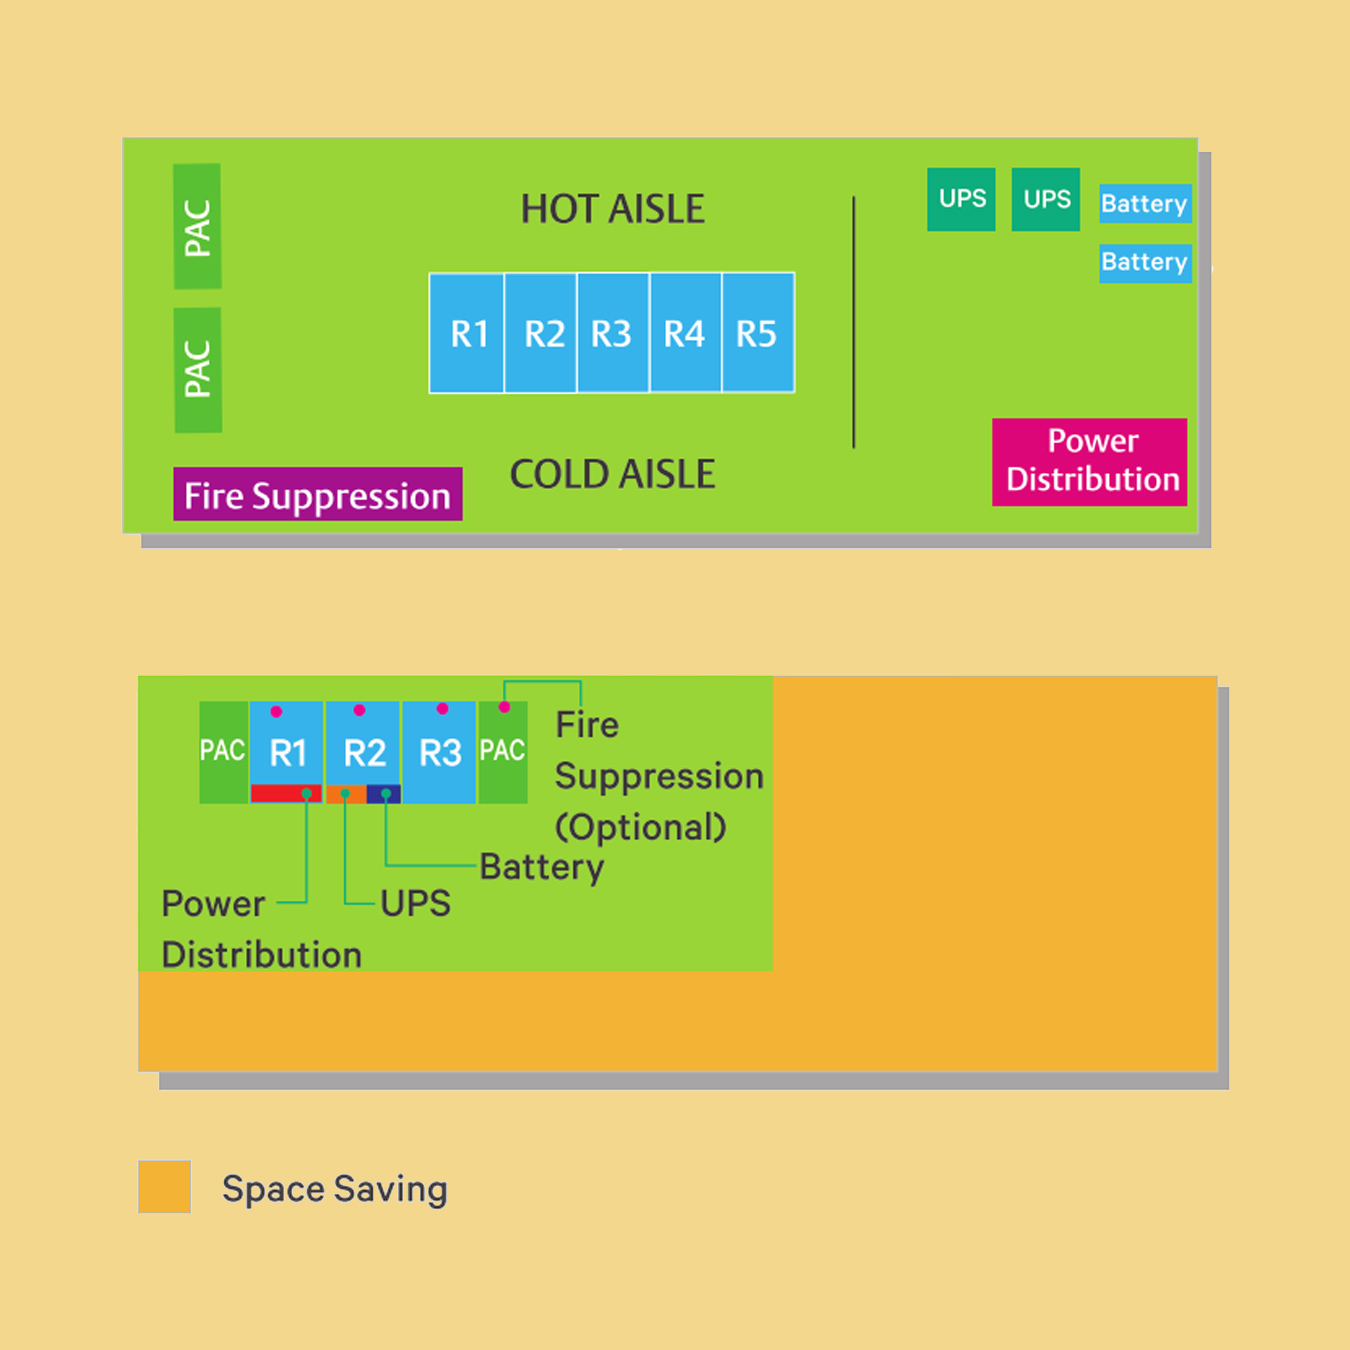 PAC
HOT AISLE
UPS
UPS
Battery
Battery
R1
R2
R3
R4
R5
PAC
Power
Distribution
COLD AISLE
Fire Suppression
PAC
R1
R2
R3
PAC
Fire
Suppression
(Optional)
Battery
Power
Distribution
UPS
Space Saving